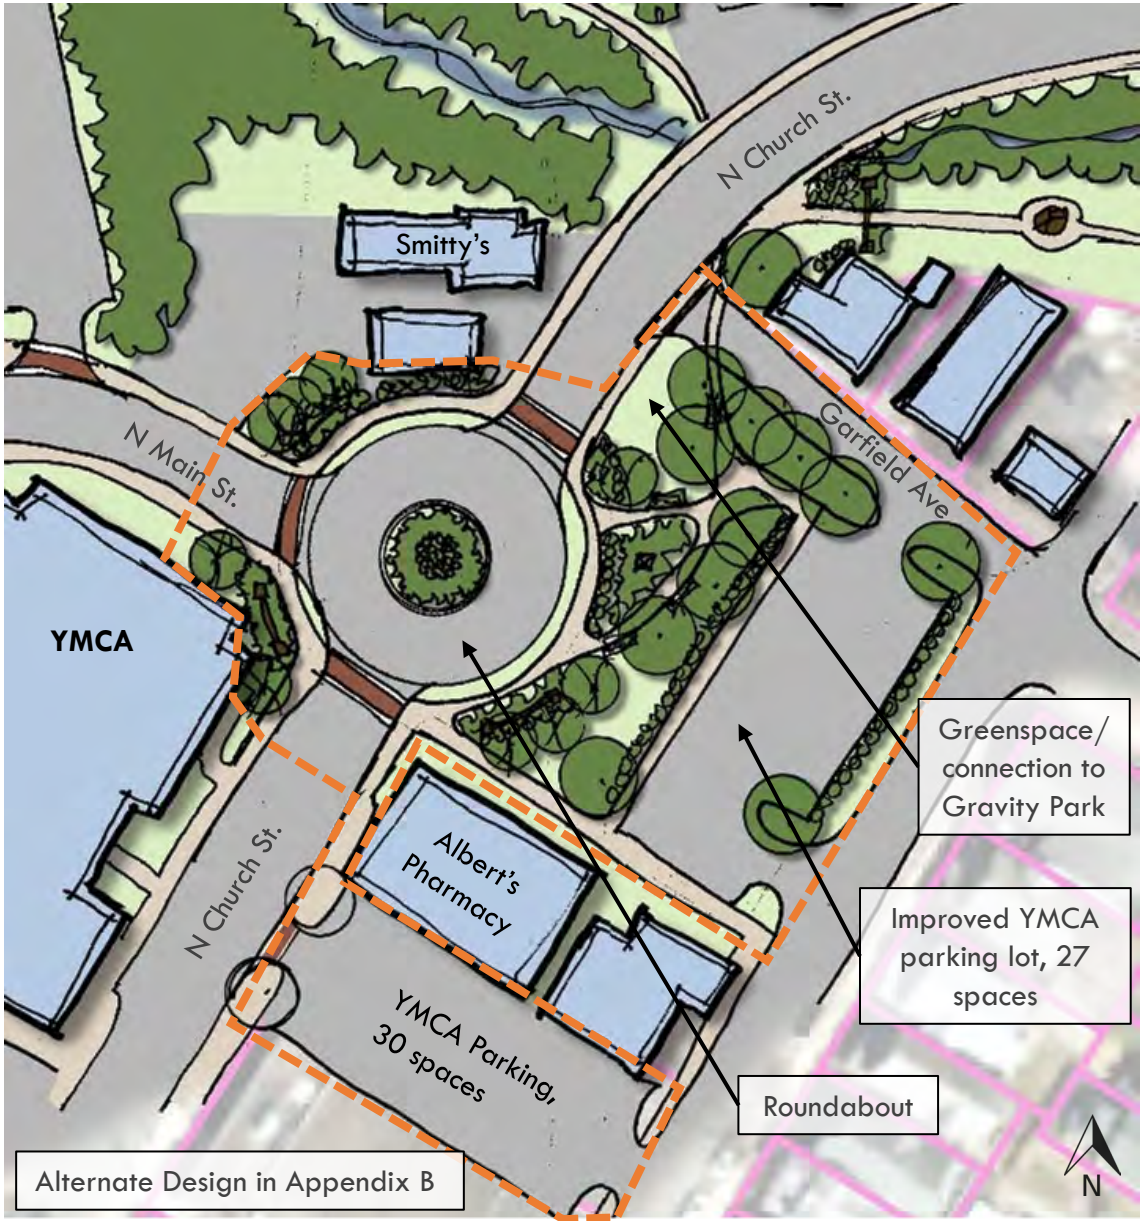 N Church St.
Smitty's
N Main St.
Garfield Ave
YMCA
Greenspace/
connection to
Gravity Park
Albert's
Pharmacy
N Church St.
Improved YMCA
parking lot, 27
spaces
YMCA Parking,
30 spaces
Roundabout
Alternate Design in Appendix B
N